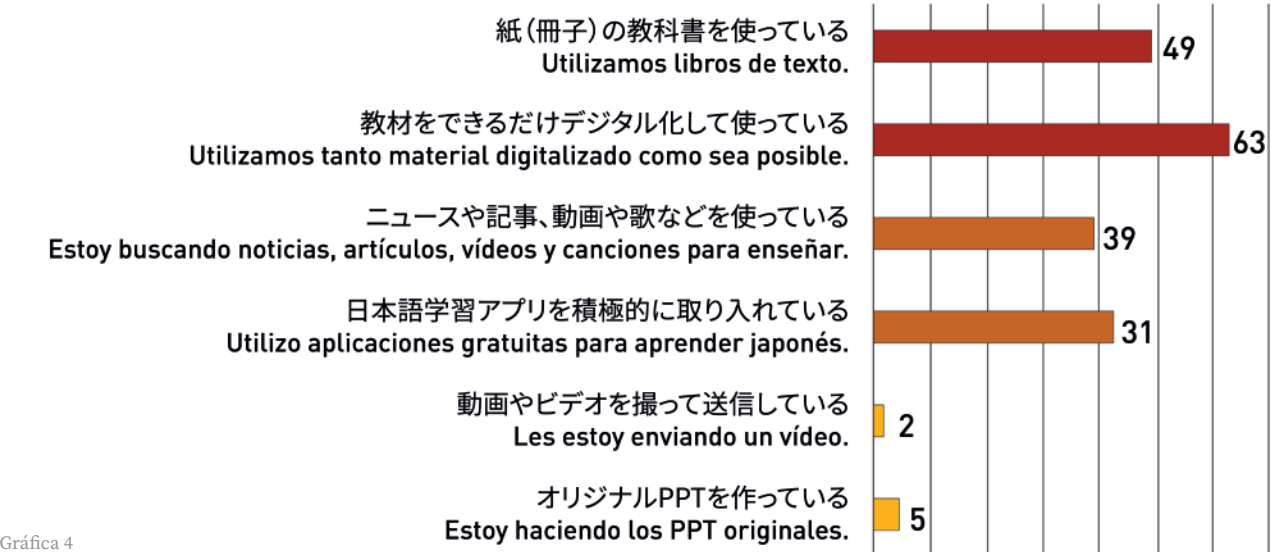 紙(冊子)の教科書を使っている
Utilizamos libros de texto.
49
教材をできるだけデジタル化して使っている
Utilizamos tanto material digitalizado como sea posible.
63
ニュースや記事、動画や歌などを使っている
Estoy buscando noticias, artículos, vídeos y canciones para enseñar.
39
日本語学習アプリを積極的に取り入れている
Utilizo aplicaciones gratuitas para aprender japonés.
31
動画やビデオを撮って送信している
Les estoy enviando un vídeo.
2
オリジナルPPTを作っている
Estoy haciendo los PPT originales.
5
Gráfica 4